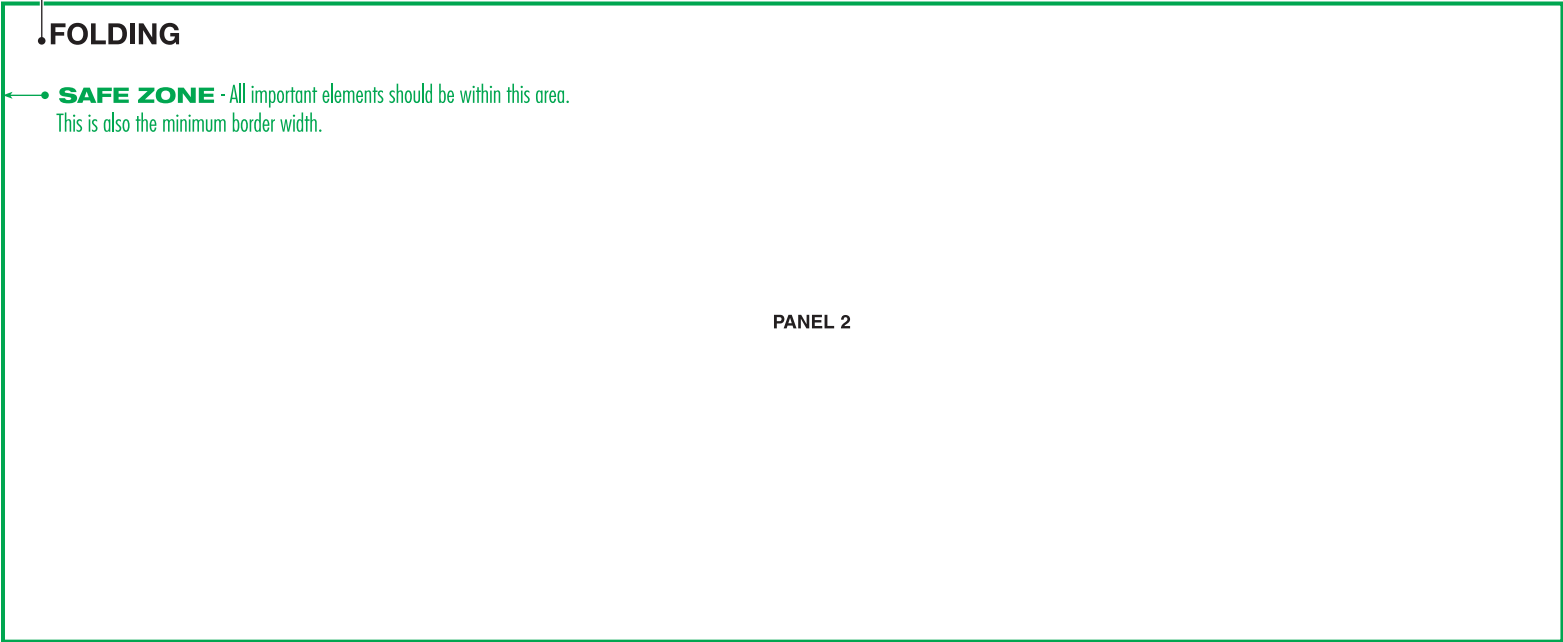 FOLDING
SAFE ZONE - All important elements should be within this area.
This is also the minimum border width.
PANEL 2